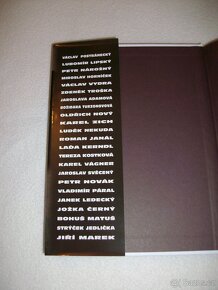 VÁCLAV POSTRÁNECKÝ
LUBOMÍR LIPSKÝ
PETR NÁROŽNÝ
MIROSLAV HORNÍČEK
VÁCLAV VYDRA
ZDENĚK TROŠKA
JAROSLAVA ADAMOVÁ
BOŽIDARA TURZONOVOVÁ
OLDŘICH NOVÝ
KAREL ZICH
LUDĚK NEKUDA
ROMAN JANÁL
LAĎA KERNDL
TEREZA KOSTKOVÁ
KAREL VÁGNER
JAROSLAV SVĚCENÝ
PETR NOVÁK
VLADIMÍR PÁRAL
JANEK LEDECKÝ
JOŽKA ČERNÝ
BOHUŠ MATUŠ
STRÝČEK JEDLIČKA
JIŘÍ MAREK